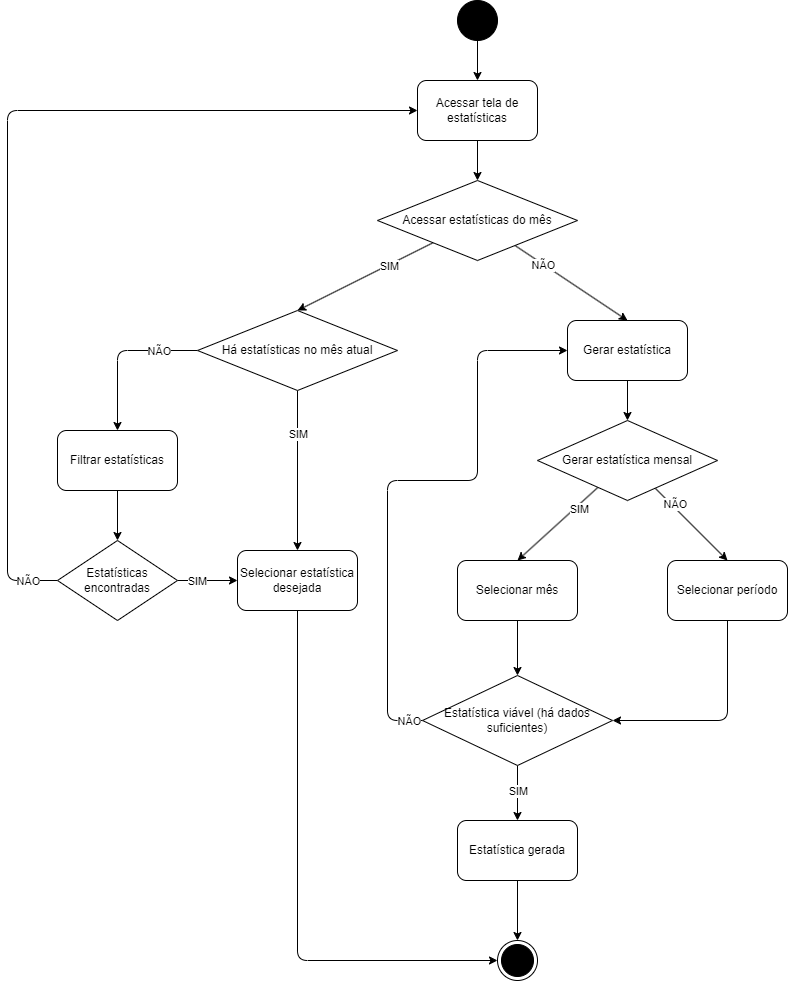 Acessar tela de
estatísticas
Acessar estatísticas do mês
SIM
NÃO
Há estatísticas no mês atual
Gerar estatística
NÃO
SIM
Filtrar estatísticas
Gerar estatística mensal
SIM
NÃO
Estatísticas
encontradas
NÃO
SIM
Selecionar estatística
desejada
Selecionar mês
Selecionar período
Estatística viável (há dados
suficientes)
NÃO
SIM
Estatística gerada